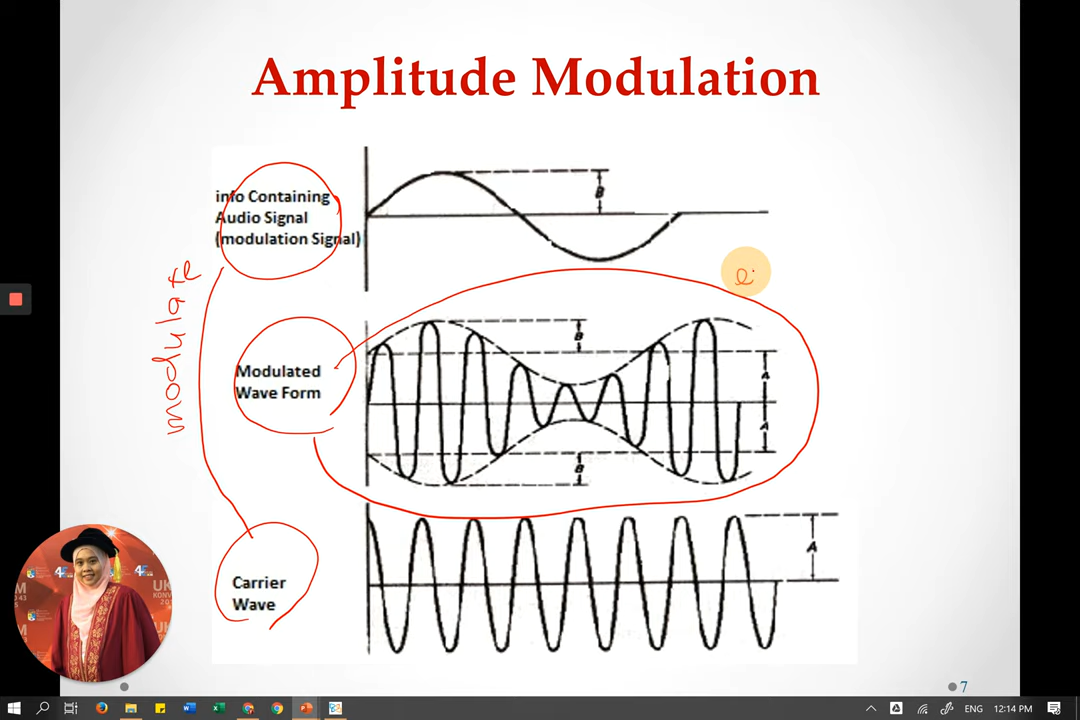 Amplitude Modulation
info Containing
Audio Signal
(modulation Signal)
B
modulate
Modulated
Wave Form
B
A
A
B
Carrier
Wave
A
7
ENG
12:14 PM